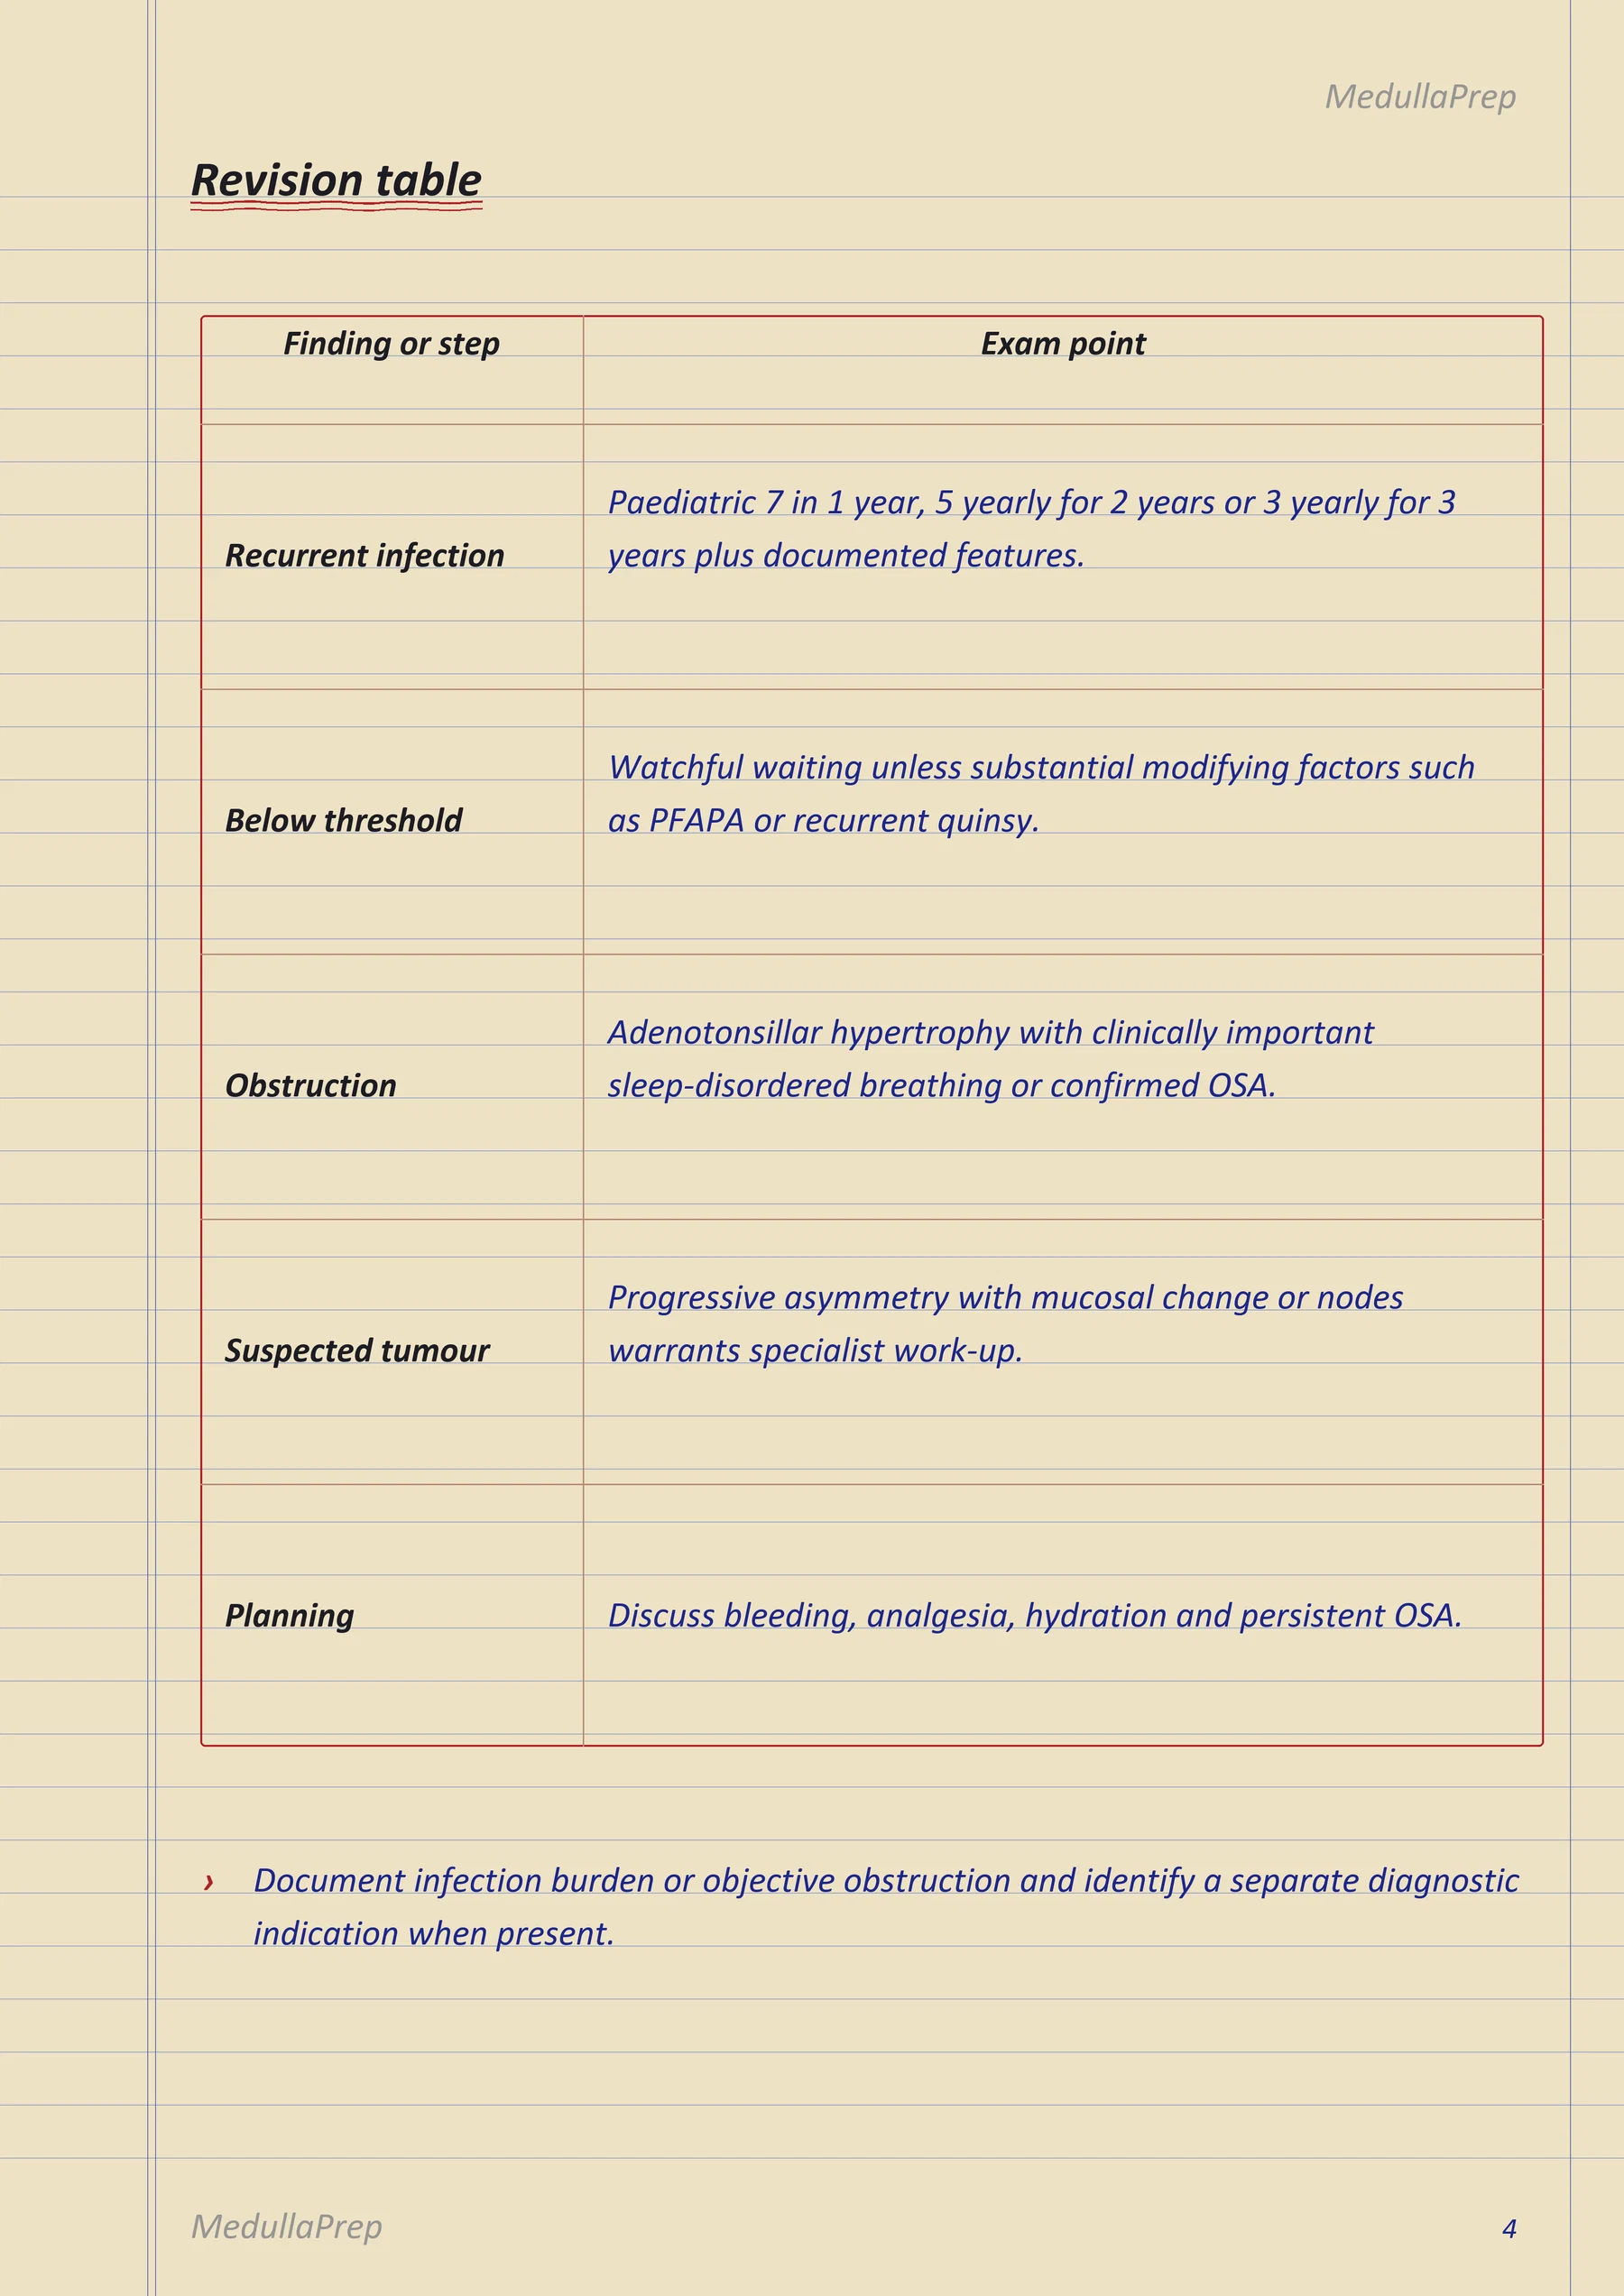 MedullaPrep
Revision table
Finding or step
Exam point
Recurrent infection
Paediatric 7 in 1 year, 5 yearly for 2 years or 3 yearly for 3
years plus documented features.
Below threshold
Watchful waiting unless substantial modifying factors such
as PFAPA or recurrent quinsy.
Obstruction
Adenotonsillar hypertrophy with clinically important
sleep-disordered breathing or confirmed OSA.
Suspected tumour
Progressive asymmetry with mucosal change or nodes
warrants specialist work-up.
Planning
Discuss bleeding, analgesia, hydration and persistent OSA.
› Document infection burden or objective obstruction and identify a separate diagnostic
indication when present.
MedullaPrep
4